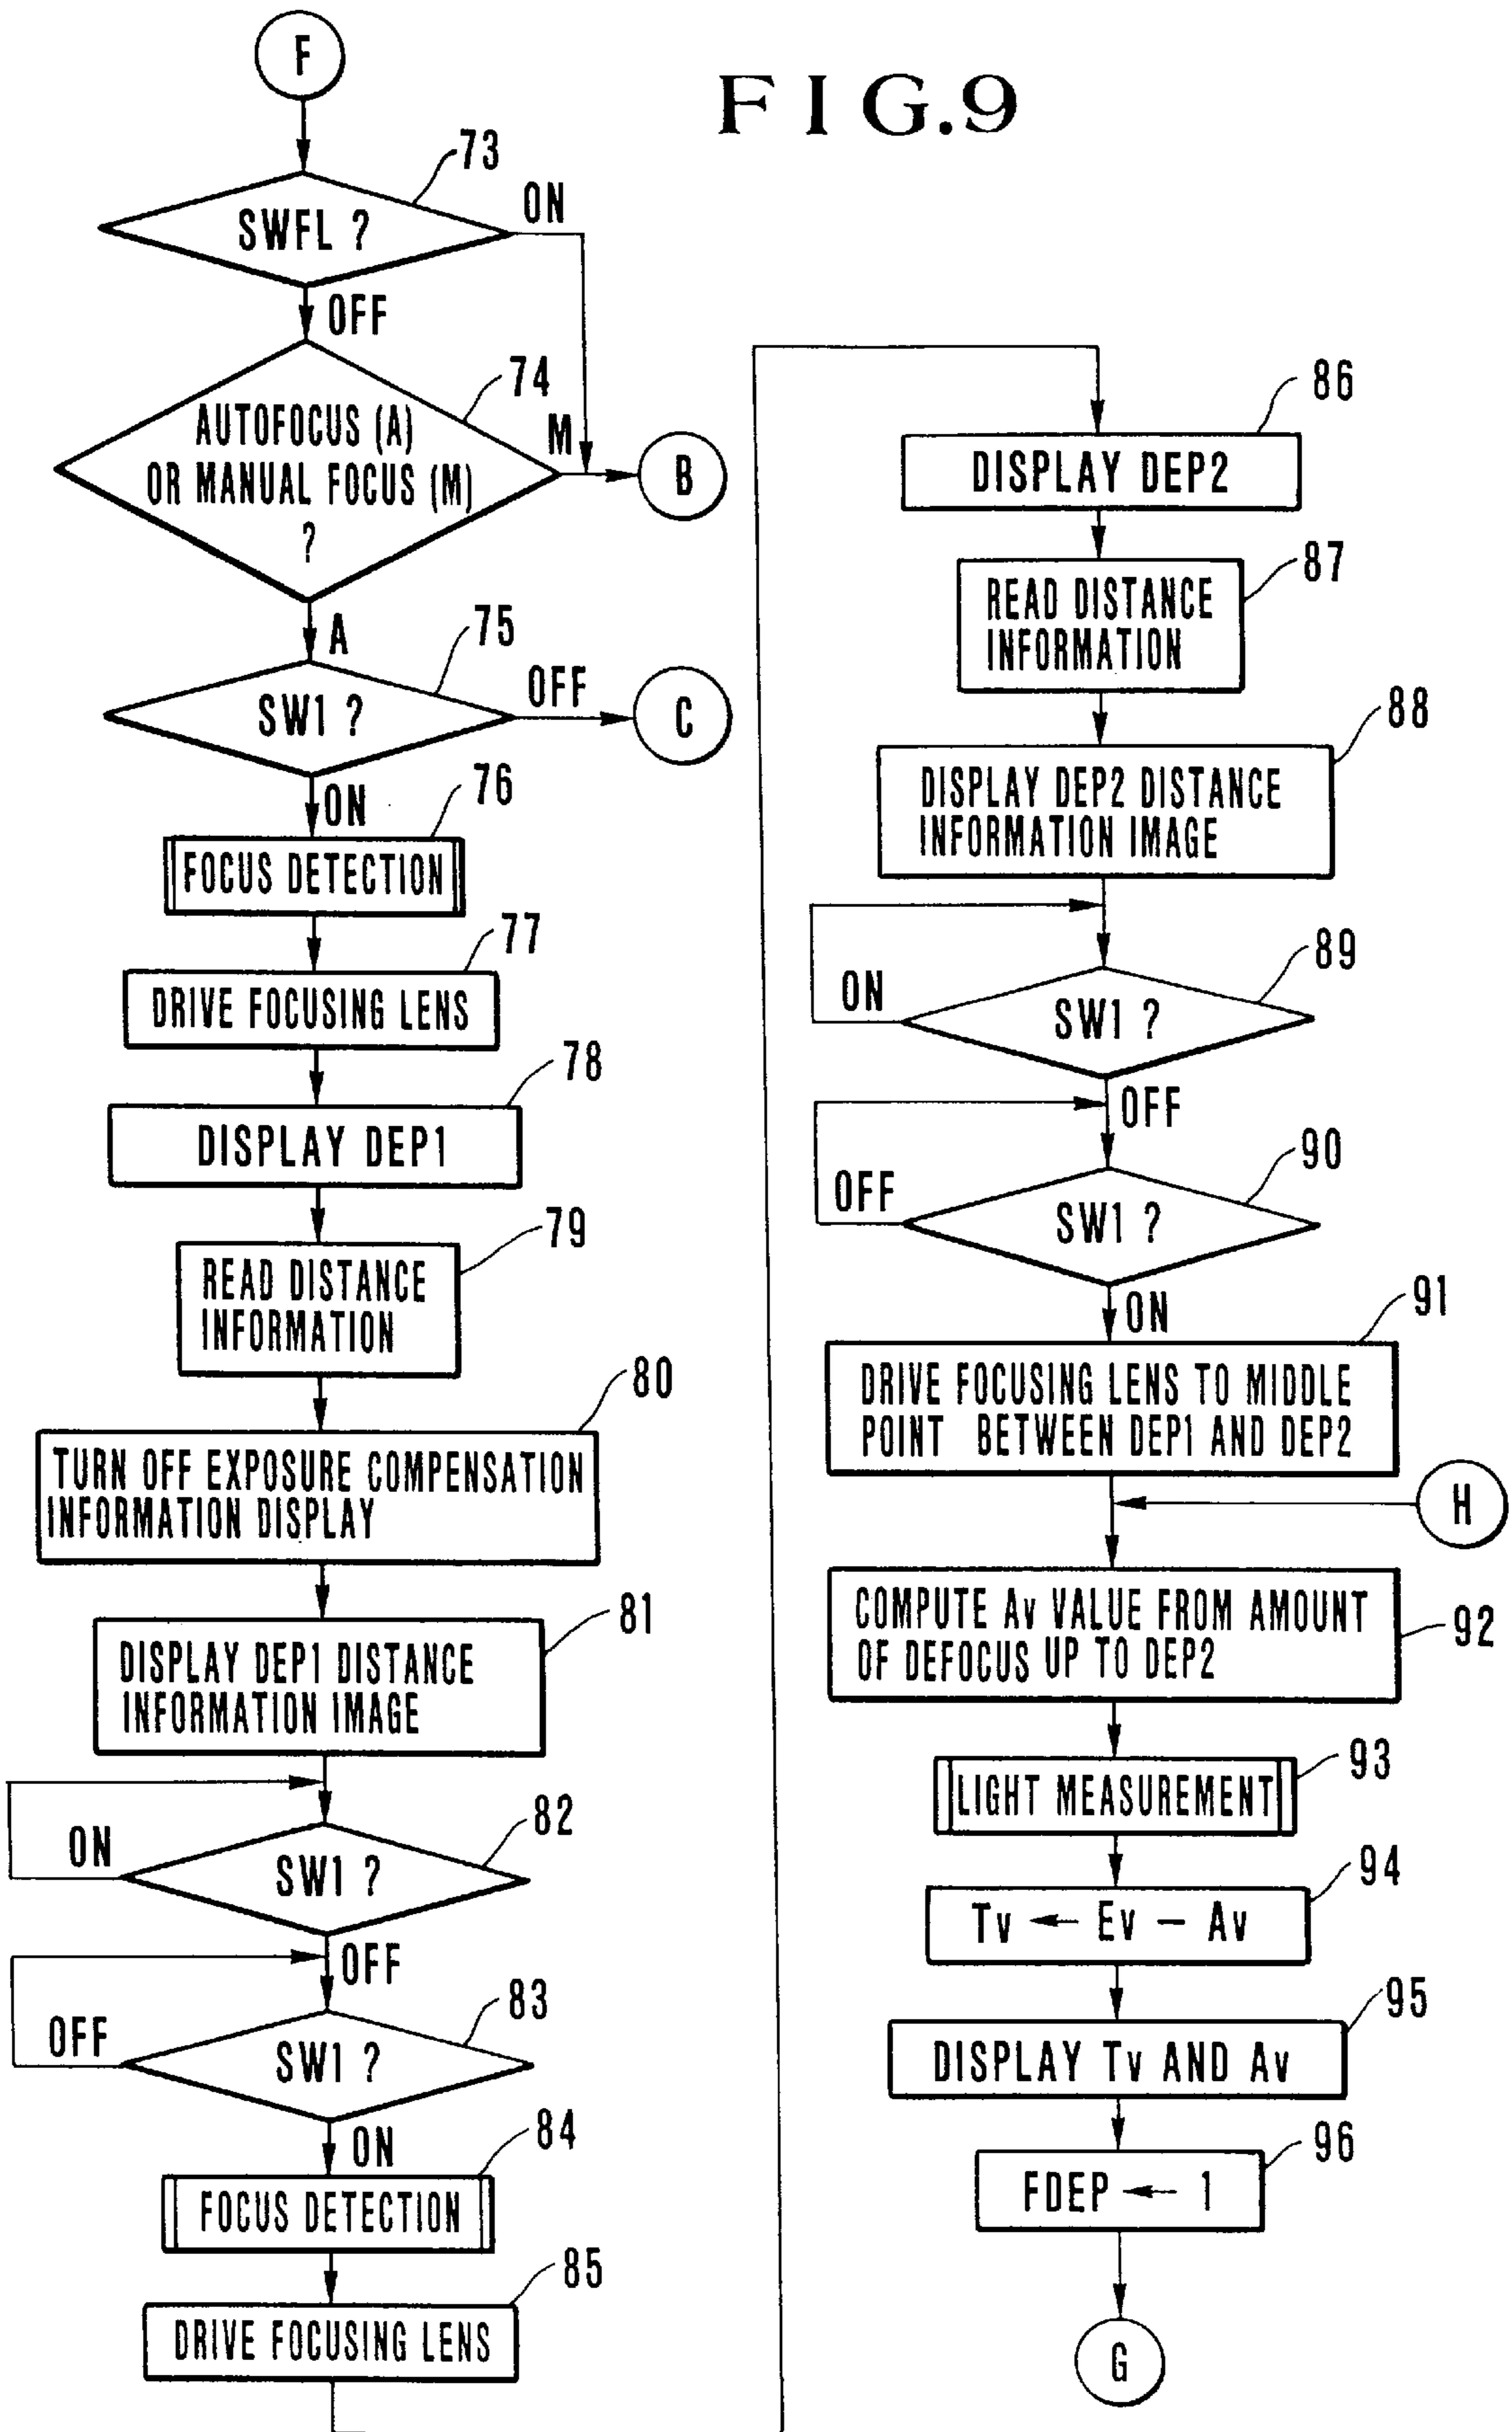 FIG.9
F
73
SWFL ?
ON
OFF
74
AUTOFOCUS (A)
OR MANUAL FOCUS (M)
?
M
B
A
75
SW1 ?
OFF
C
ON
76
FOCUS DETECTION
77
DRIVE FOCUSING LENS
78
DISPLAY DEP1
79
READ DISTANCE
INFORMATION
80
TURN OFF EXPOSURE COMPENSATION
INFORMATION DISPLAY
81
DISPLAY DEP1 DISTANCE
INFORMATION IMAGE
82
ON
SW1 ?
OFF
83
OFF
SW1 ?
ON
84
FOCUS DETECTION
85
DRIVE FOCUSING LENS
86
DISPLAY DEP2
87
READ DISTANCE
INFORMATION
88
DISPLAY DEP2 DISTANCE
INFORMATION IMAGE
89
ON
SW1 ?
OFF
90
OFF
SW1 ?
ON
91
DRIVE FOCUSING LENS TO MIDDLE
POINT BETWEEN DEP1 AND DEP2
H
COMPUTE Av VALUE FROM AMOUNT
OF DEFOCUS UP TO DEP2
92
93
LIGHT MEASUREMENT
94
Tv ← Ev − Av
95
DISPLAY Tv AND Av
96
FDEP ← 1
G